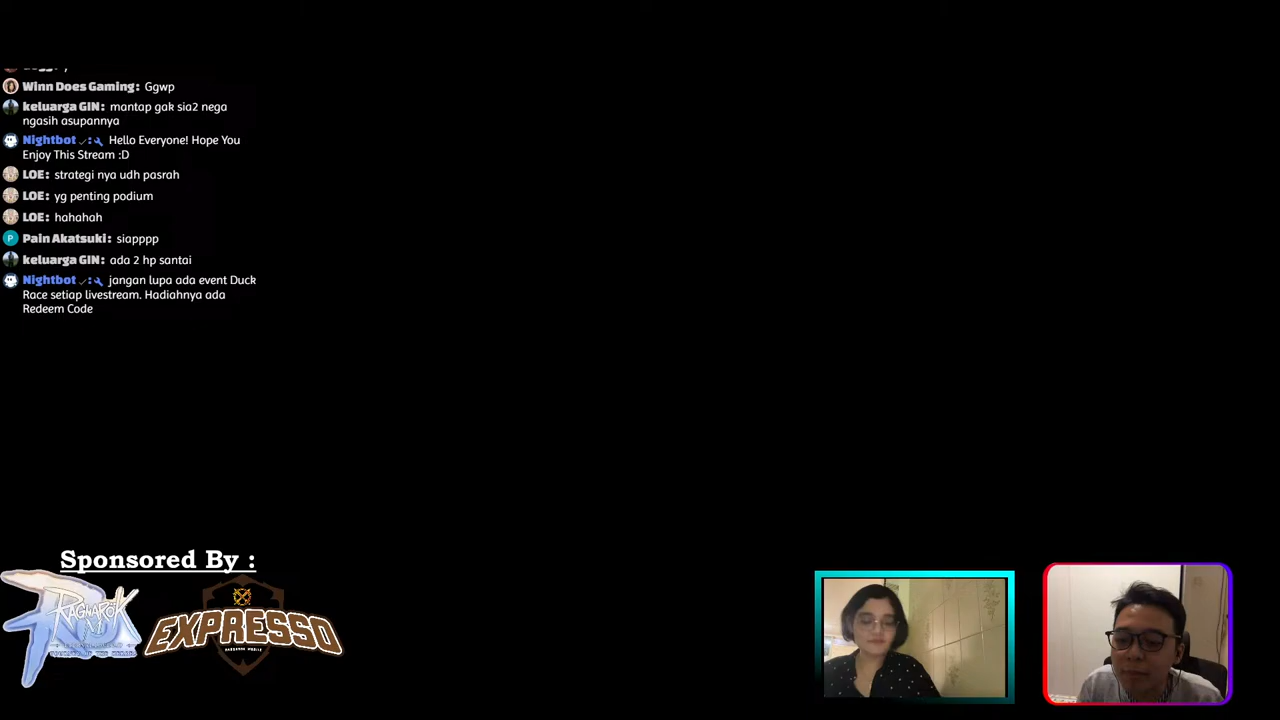 Winn Does Gaming: Ggwp
keluarga GIN: mantap gak sia2 nega
ngasih asupannya
Nightbot: Hello Everyone! Hope You
Enjoy This Stream :D
LOE: strategi nya udh pasrah
LOE: yg penting podium
LOE: hahahah
P
Pain Akatsuki: siapppp
keluarga GIN: ada 2 hp santai
Nightbot: jangan lupa ada event Duck
Race setiap livestream. Hadiahnya ada
Redeem Code
Sponsored By :
RAGNAROK
M
EXPRESSO